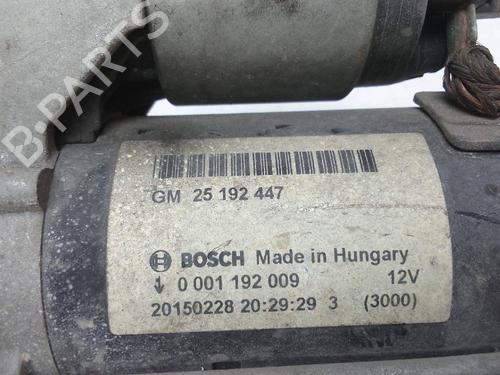 B-PARTS
GM 25 192 447
BOSCH Made in Hungary
0 001 192 009 12V
20150228 20:29:29 3 (3000)